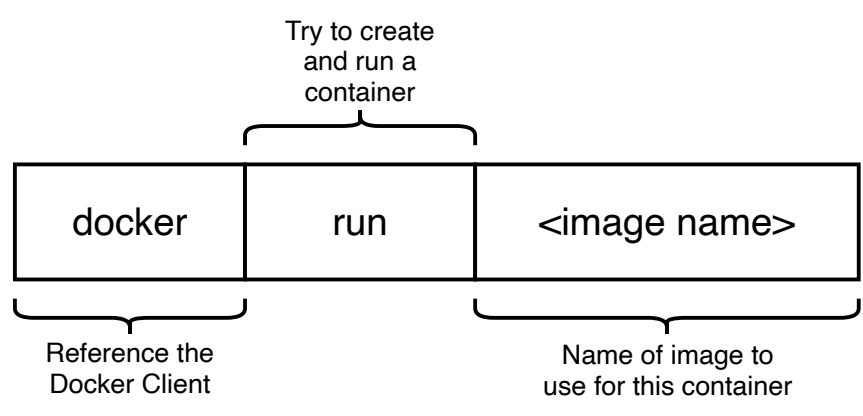 Try to create
and run a
container
docker run <image name>
Reference the
Docker Client
Name of image to
use for this container